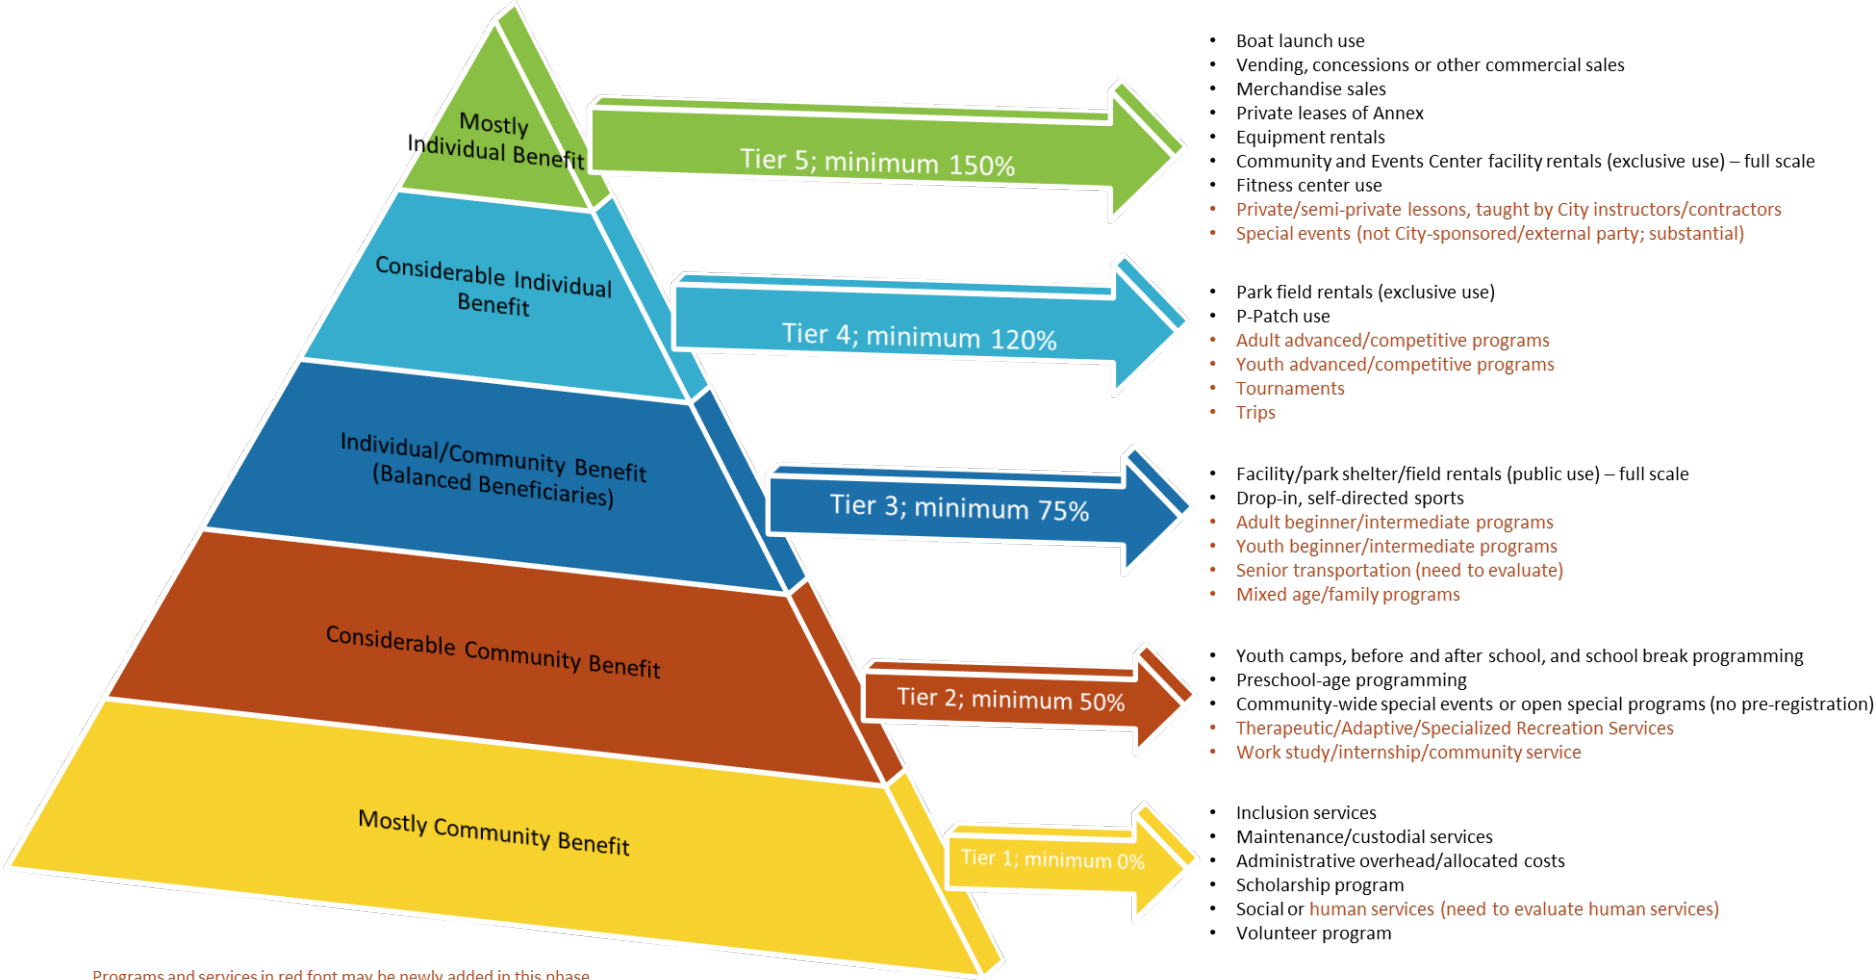 Mostly
Individual Benefit
Tier 5; minimum 150%
• Boat launch use
• Vending, concessions or other commercial sales
• Merchandise sales
• Private leases of Annex
• Equipment rentals
• Community and Events Center facility rentals (exclusive use) – full scale
• Fitness center use
• Private/semi-private lessons, taught by City instructors/contractors
• Special events (not City-sponsored/external party; substantial)
Considerable Individual
Benefit
Tier 4; minimum 120%
• Park field rentals (exclusive use)
• P-Patch use
• Adult advanced/competitive programs
• Youth advanced/competitive programs
• Tournaments
• Trips
Individual/Community Benefit
(Balanced Beneficiaries)
Tier 3; minimum 75%
• Facility/park shelter/field rentals (public use) – full scale
• Drop-in, self-directed sports
• Adult beginner/intermediate programs
• Youth beginner/intermediate programs
• Senior transportation (need to evaluate)
• Mixed age/family programs
Considerable Community Benefit
Tier 2; minimum 50%
• Youth camps, before and after school, and school break programming
• Preschool-age programming
• Community-wide special events or open special programs (no pre-registration)
• Therapeutic/Adaptive/Specialized Recreation Services
• Work study/internship/community service
Mostly Community Benefit
Tier 1; minimum 0%
• Inclusion services
• Maintenance/custodial services
• Administrative overhead/allocated costs
• Scholarship program
• Social or human services (need to evaluate human services)
• Volunteer program
Programs and services in red font may be newly added in this phase